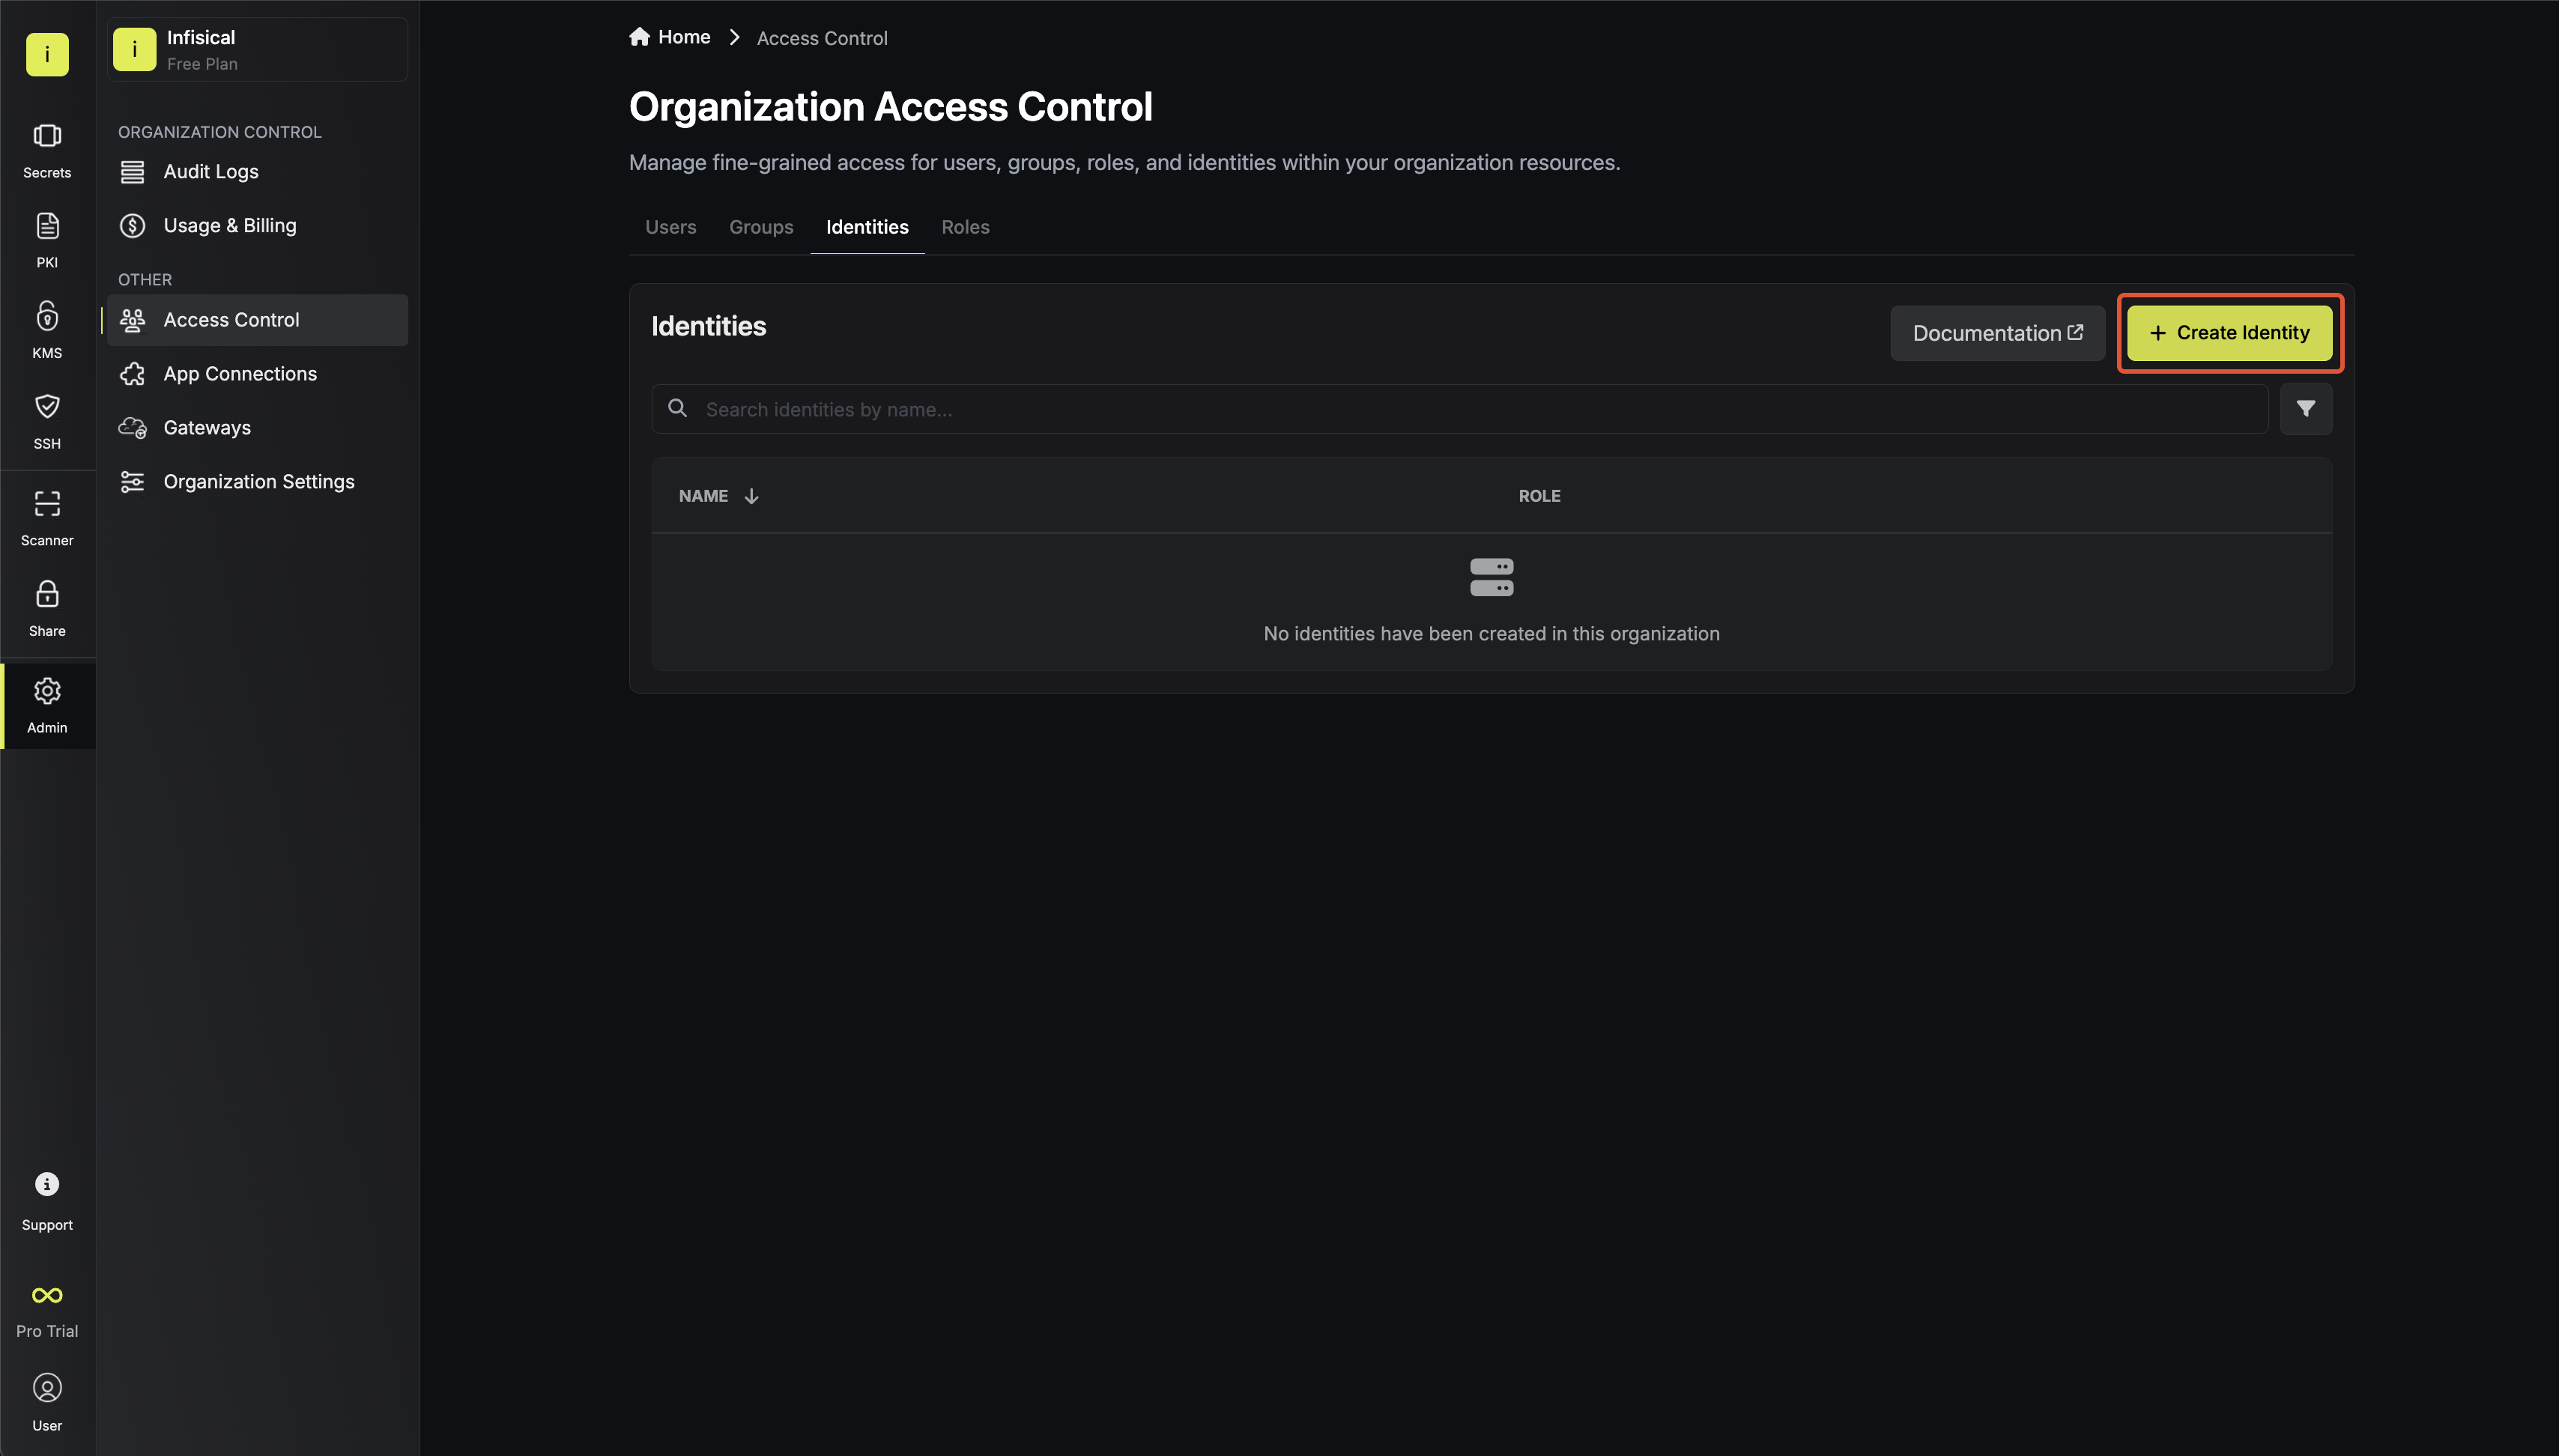 i
Secrets
PKI
KMS
SSH
Scanner
Share
Admin
Support
Pro Trial
User
i
Infisical
Free Plan
ORGANIZATION CONTROL
Audit Logs
Usage & Billing
OTHER
Access Control
App Connections
Gateways
Organization Settings
Home
Access Control
Organization Access Control
Manage fine-grained access for users, groups, roles, and identities within your organization resources.
Users Groups Identities Roles
Identities
Documentation
+ Create Identity
Search identities by name...
NAME
ROLE
No identities have been created in this organization